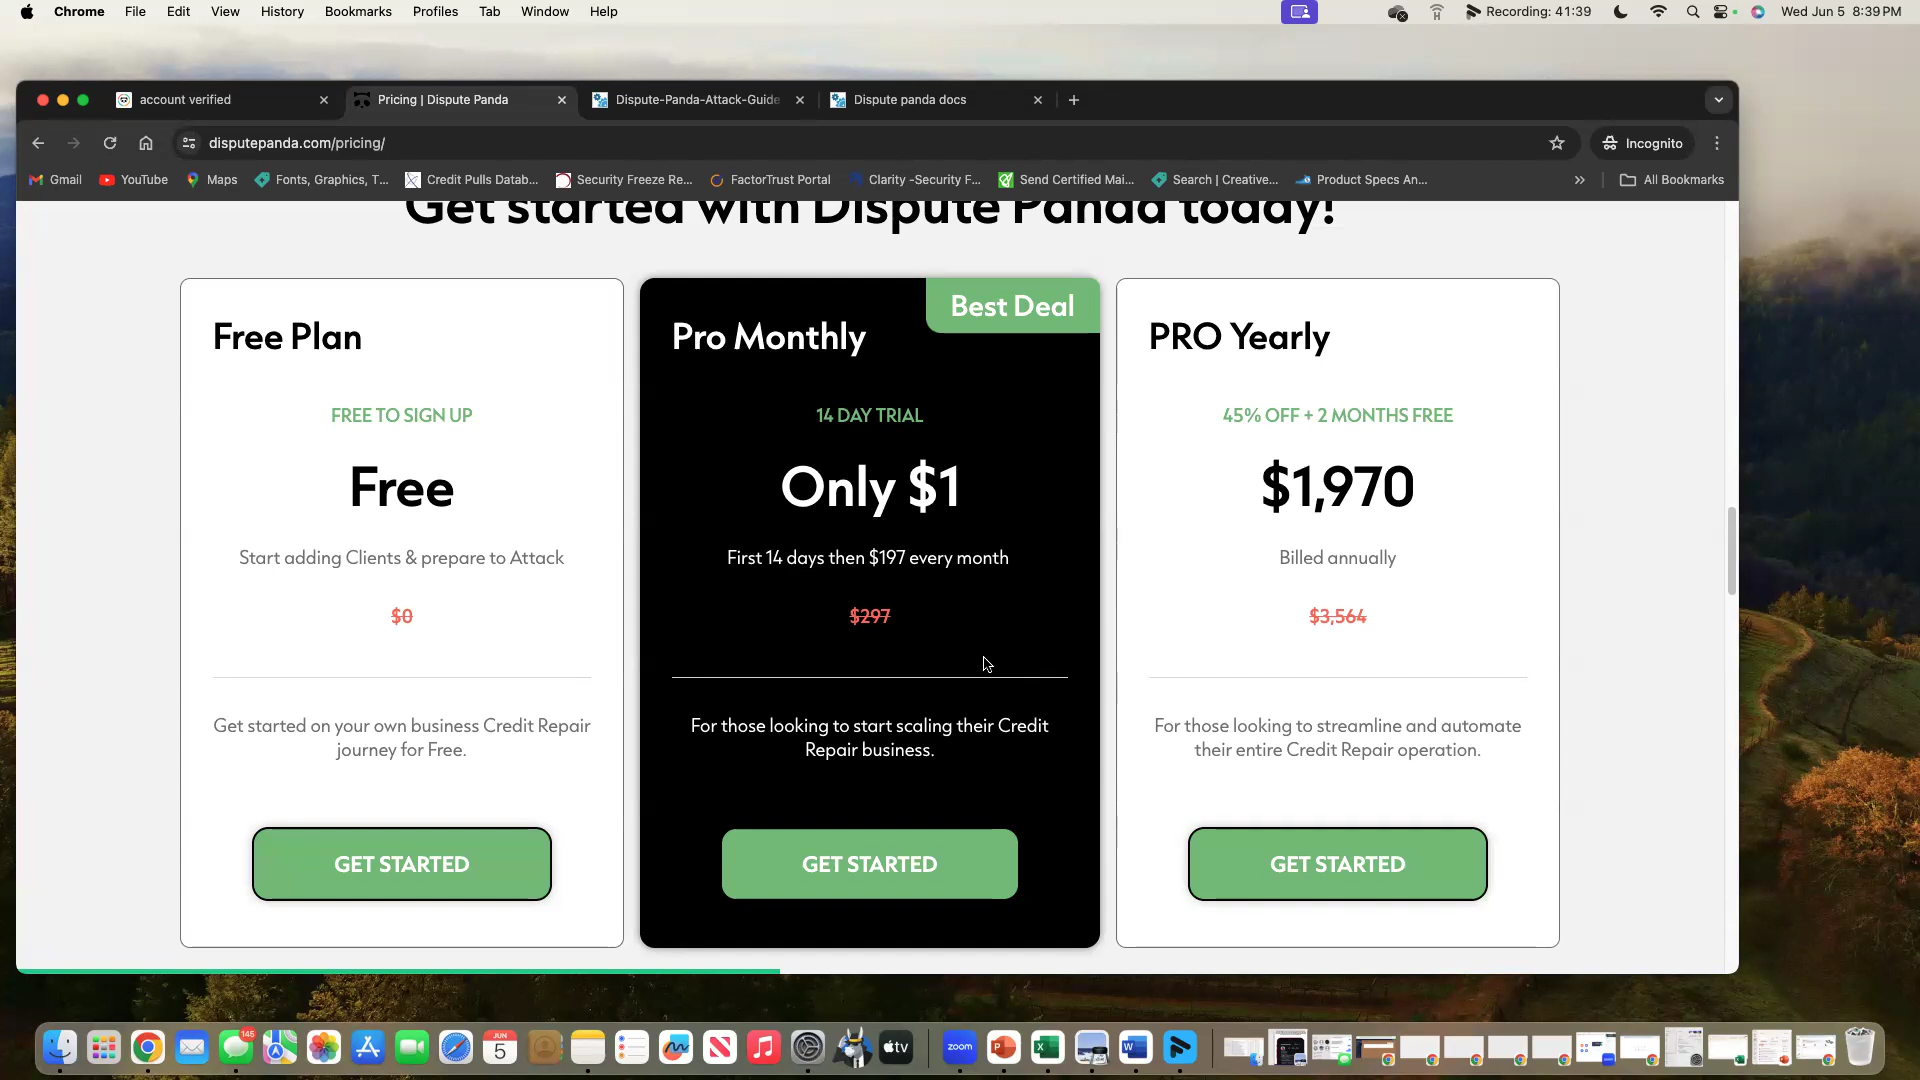 Chrome File Edit View History Bookmarks Profiles Tab Window Help Recording: 41:39 Wed Jun 5 8:39 PM
account verified Pricing | Dispute Panda Dispute-Panda-Attack-Guide Dispute panda docs
disputepanda.com/pricing/ Incognito
Gmail YouTube Maps Fonts, Graphics, T... Credit Pulls Datab... Security Freeze Re... FactorTrust Portal Clarity -Security F... Send Certified Mai... Search | Creative... Product Specs An... All Bookmarks
Get started with Dispute Panda today!
Free Plan
FREE TO SIGN UP
Free
Start adding Clients & prepare to Attack
$0
Get started on your own business Credit Repair
journey for Free.
GET STARTED
Best Deal
Pro Monthly
14 DAY TRIAL
Only $1
First 14 days then $197 every month
$297
For those looking to start scaling their Credit
Repair business.
GET STARTED
PRO Yearly
45% OFF + 2 MONTHS FREE
$1,970
Billed annually
$3,564
For those looking to streamline and automate
their entire Credit Repair operation.
GET STARTED
145
JUN
5
tv
zoom